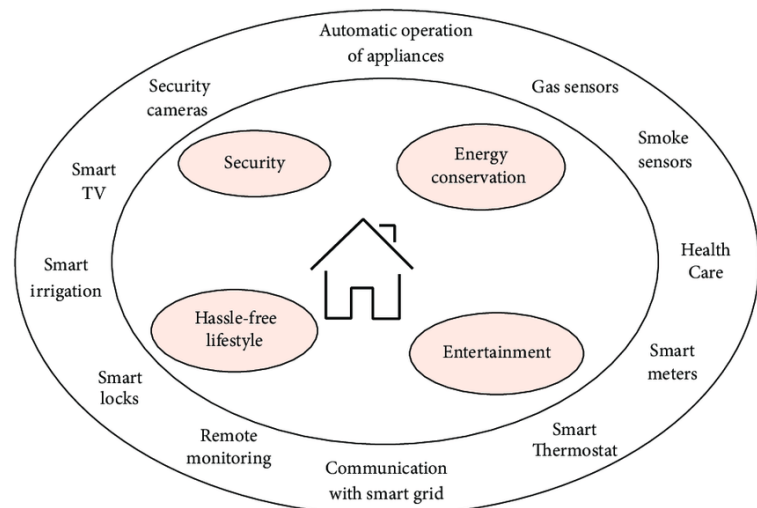 Automatic operation
of appliances
Security
cameras
Gas sensors
Smoke
sensors
Smart
TV
Security
Energy
conservation
Smart
irrigation
Health
Care
Hassle-free
lifestyle
Entertainment
Smart
meters
Smart
locks
Remote
monitoring
Smart
Thermostat
Communication
with smart grid